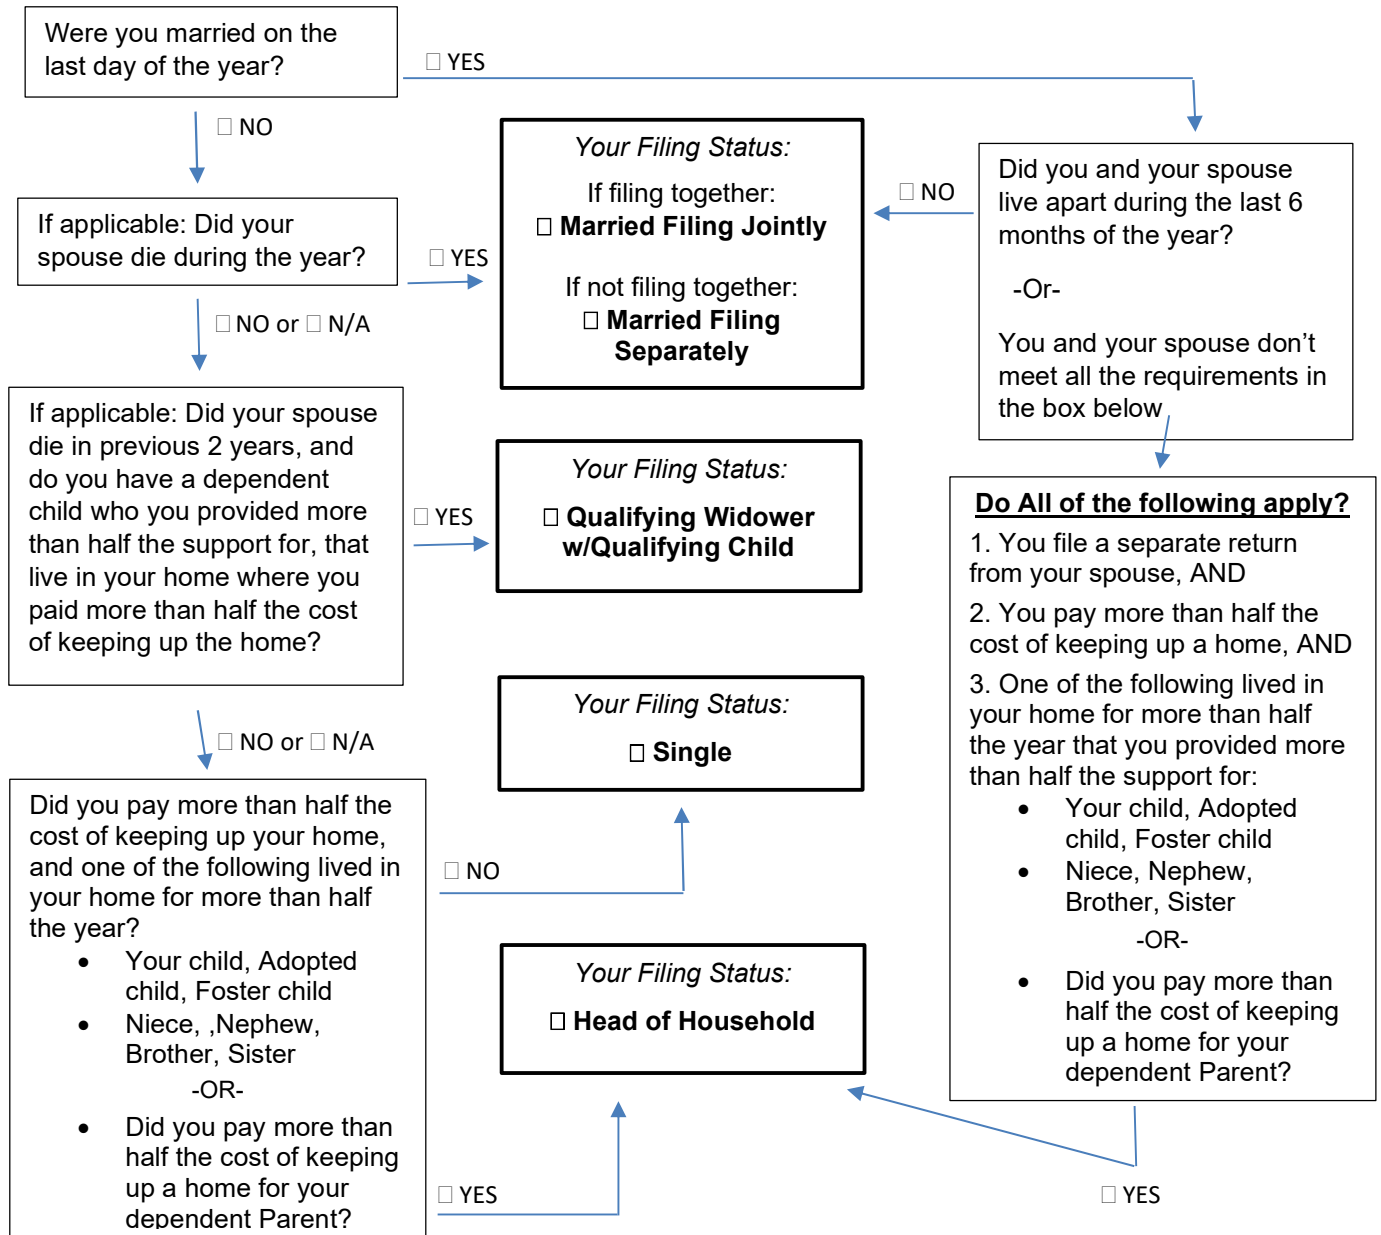 Were you married on the
last day of the year?
☐ YES
☐ NO
If applicable: Did your
spouse die during the year?
☐ YES
☐ NO or ☐ N/A
Your Filing Status:
If filing together:
☐ Married Filing Jointly
If not filing together:
☐ Married Filing
Separately
☐ NO
Did you and your spouse
live apart during the last 6
months of the year?
-Or-
You and your spouse don’t
meet all the requirements in
the box below
If applicable: Did your spouse
die in previous 2 years, and
do you have a dependent
child who you provided more
than half the support for, that
live in your home where you
paid more than half the cost
of keeping up the home?
☐ YES
☐ NO or ☐ N/A
Your Filing Status:
☐ Qualifying Widower
w/Qualifying Child
Do All of the following apply?
1. You file a separate return
from your spouse, AND
2. You pay more than half the
cost of keeping up a home, AND
3. One of the following lived in
your home for more than half
the year that you provided more
than half the support for:
• Your child, Adopted
child, Foster child
• Niece, Nephew,
Brother, Sister
-OR-
• Did you pay more than
half the cost of keeping
up a home for your
dependent Parent?
☐ YES
Your Filing Status:
☐ Single
Did you pay more than half the
cost of keeping up your home,
and one of the following lived in
your home for more than half
the year?
• Your child, Adopted
child, Foster child
• Niece, ,Nephew,
Brother, Sister
-OR-
• Did you pay more than
half the cost of keeping
up a home for your
dependent Parent?
☐ NO
☐ YES
Your Filing Status:
☐ Head of Household